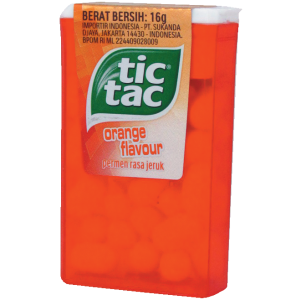 BERAT BERSIH: 16g
IMPORTIR INDONESIA - PT. SUKANDA
DJAYA, JAKARTA 14430 - INDONESIA.
BPOM RI ML 224409028009
tic
tac
orange
flavour
permen rasa jeruk